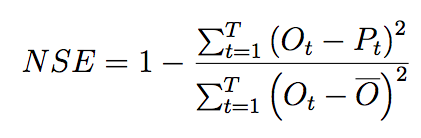 NSE = 1 - \frac{\sum_{t=1}^{T} (O_t - P_t)^2}{\sum_{t=1}^{T} (O_t - \overline{O})^2}